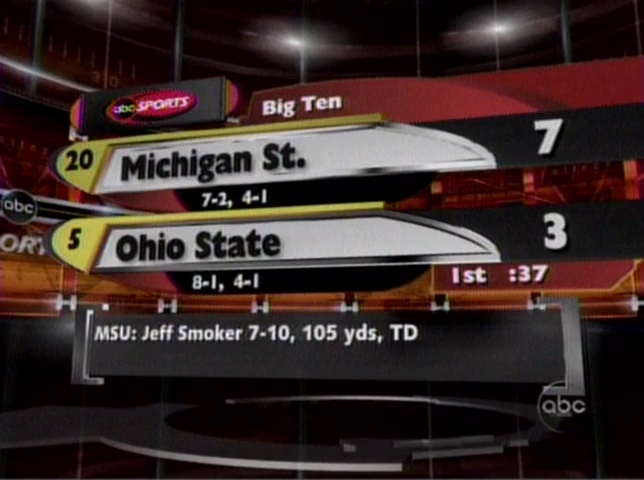 abc SPORTS
Big Ten
20 Michigan St. 7
7-2, 4-1
abc
5 Ohio State 3
8-1, 4-1
1st :37
MSU: Jeff Smoker 7-10, 105 yds, TD
abc